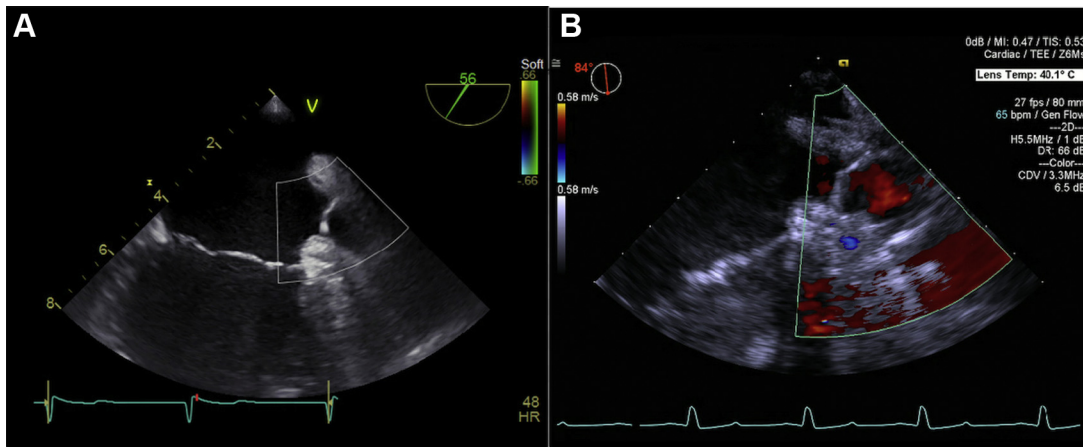 A
Soft
.66
-.66
56
V
2
4
6
8
48
HR
B
84°
0.58 m/s
0.58 m/s
0dB / MI: 0.47 / TIS: 0.53
Cardiac / TEE / Z6Ms
Lens Temp: 40.1° C
27 fps / 80 mm
65 bpm / Gen Flow
---2D---
H5.5MHz / 1 dB
DR: 66 dB
---Color---
CDV / 3.3MHz
6.5 dB